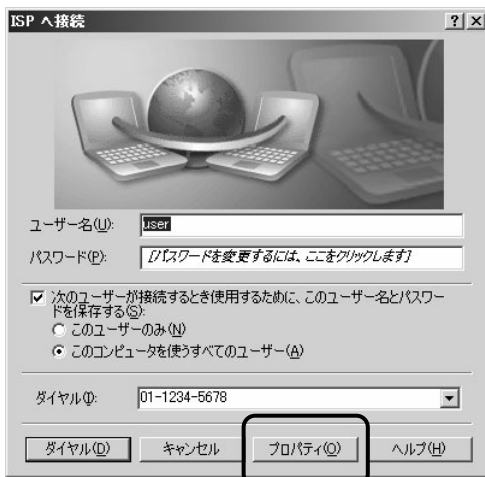 ISP へ接続
ユーザー名(U):
user
パスワード(P):
[パスワードを変更するには、ここをクリックします]
次のユーザーが接続するとき使用するために、このユーザー名とパスワー
ドを保存する(S):
このユーザーのみ(N)
このコンピュータを使うすべてのユーザー(A)
ダイヤル(I):
01-1234-5678
ダイヤル(D)
キャンセル
プロパティ(O)
ヘルプ(H)